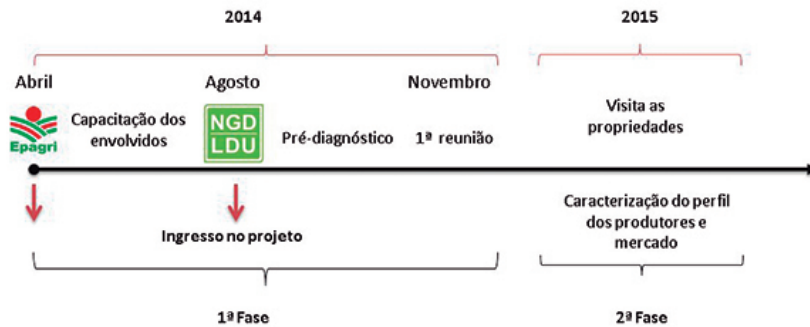 2014
2015
Abril
Agosto
Novembro
Epagri
Capacitação dos
envolvidos
NGD
LDU
Pré-diagnóstico
1ª reunião
Visita as
propriedades
Ingresso no projeto
Caracterização do perfil
dos produtores e
mercado
1ª Fase
2ª Fase